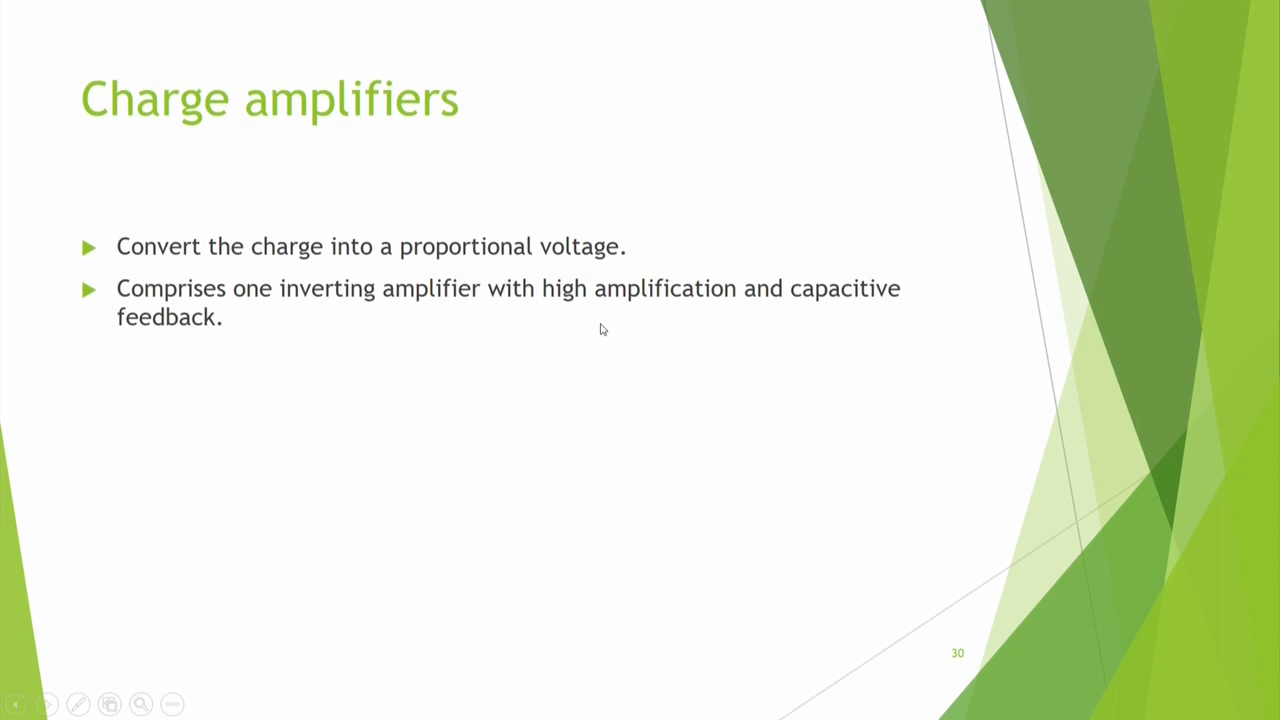 Charge amplifiers
Convert the charge into a proportional voltage.
Comprises one inverting amplifier with high amplification and capacitive
feedback.
30